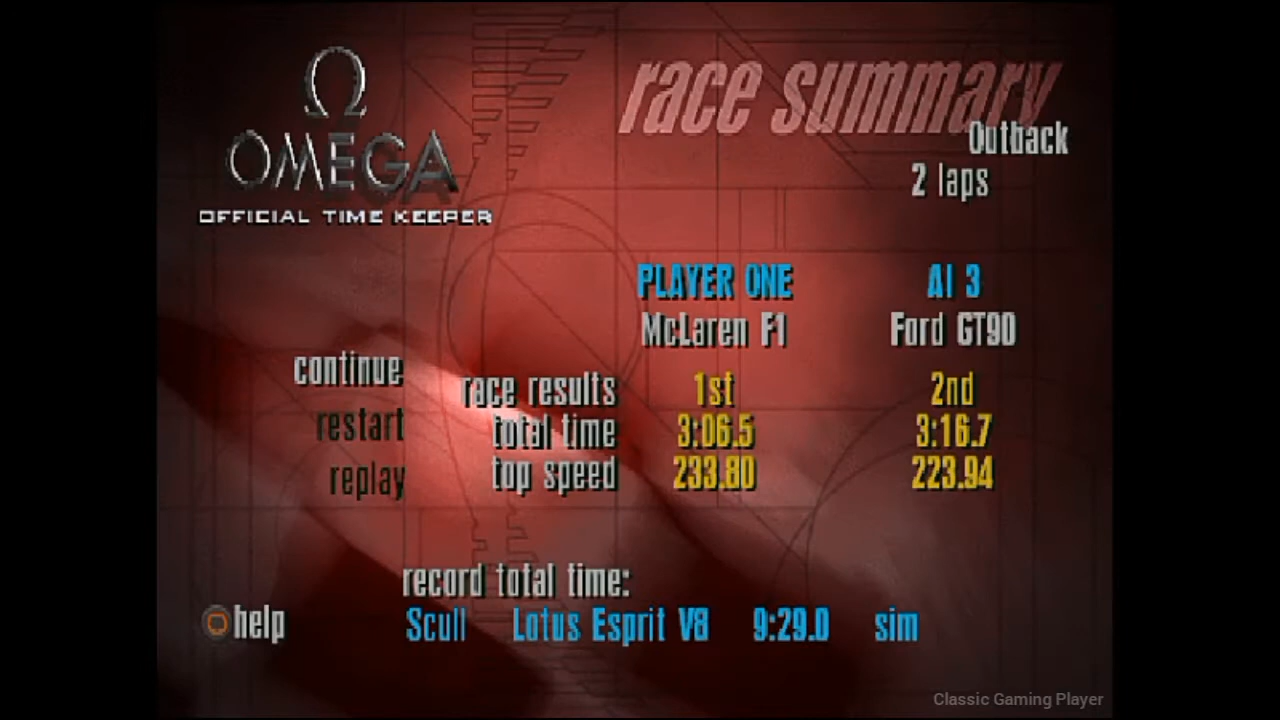 Ω
OMEGA
OFFICIAL TIME KEEPER
race summary
Outback
2 laps
PLAYER ONE AI 3
McLaren F1 Ford GT90
continue
restart
replay
race results 1st 2nd
total time 3:06.5 3:16.7
top speed 233.80 223.94
record total time:
help Scull Lotus Esprit V8 9:29.0 sim
Classic Gaming Player